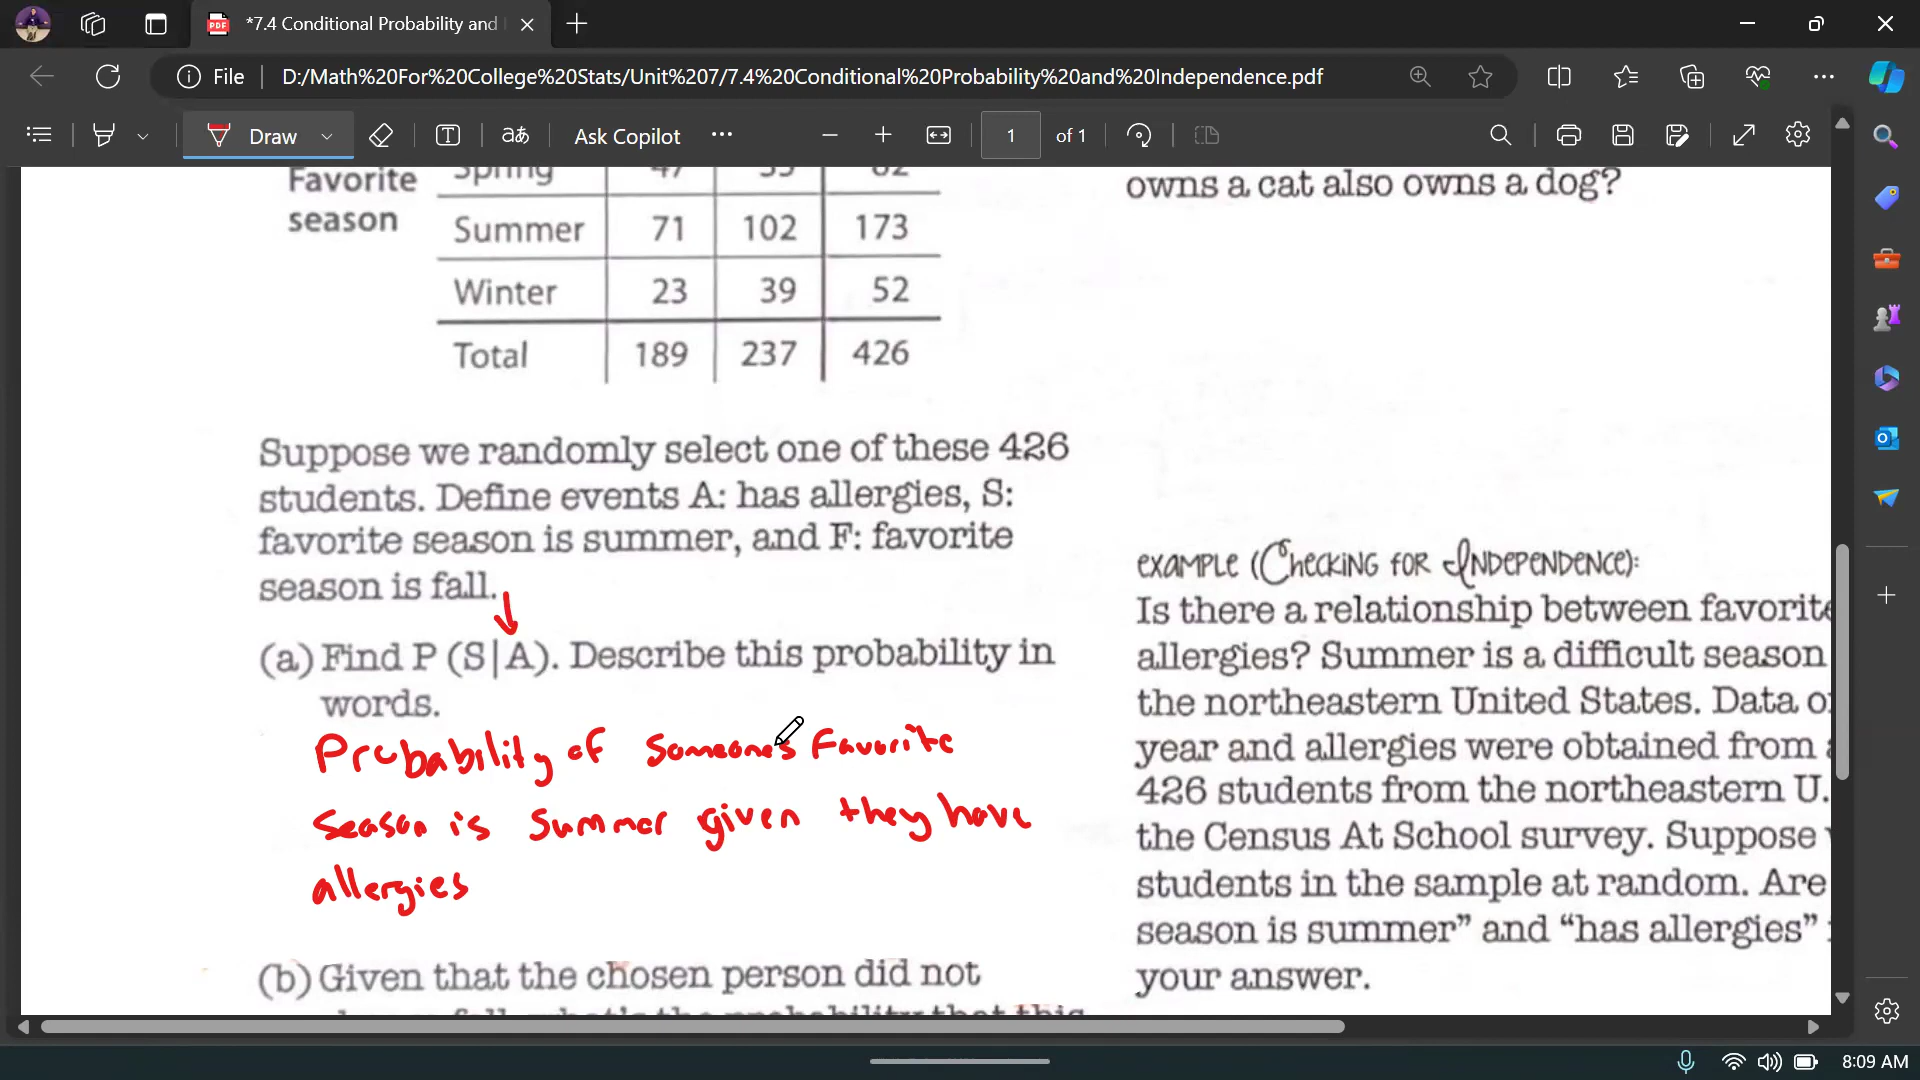 *7.4 Conditional Probability and
File
D:/Math%20For%20College%20Stats/Unit%207/7.4%20Conditional%20Probability%20and%20Independence.pdf
Draw
aあ
Ask Copilot
1
of 1
Favorite
season
Spring 47 35 82
Summer 71 102 173
Winter 23 39 52
Total 189 237 426
Suppose we randomly select one of these 426
students. Define events A: has allergies, S:
favorite season is summer, and F: favorite
season is fall.
(a) Find P (S|A). Describe this probability in
words.
Probability of Someone's Favorite
Season is Summer given they have
allergies
(b) Given that the chosen person did not
owns a cat also owns a dog?
Example (Checking for Independence):
Is there a relationship between favorite
allergies? Summer is a difficult season
the northeastern United States. Data o
year and allergies were obtained from
426 students from the northeastern U.
the Census At School survey. Suppose
students in the sample at random. Are
season is summer” and “has allergies”
your answer.
8:09 AM